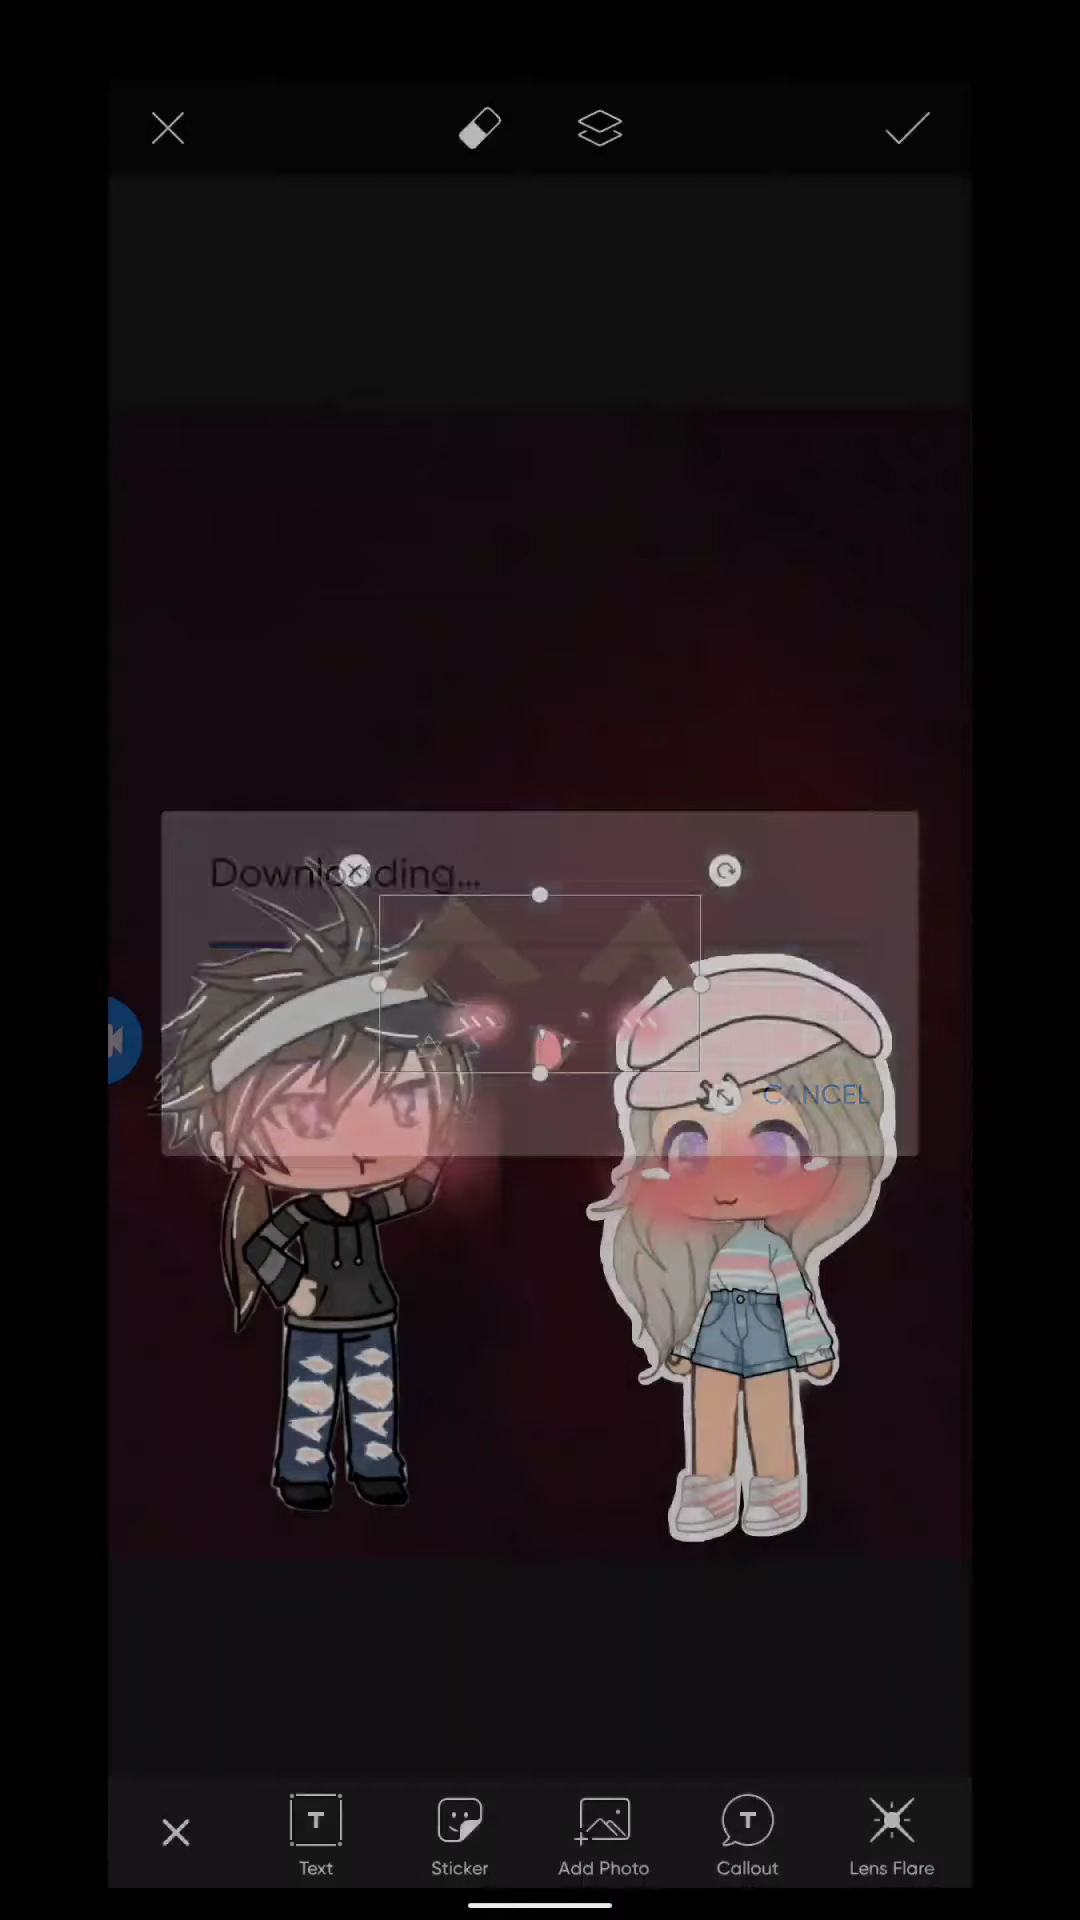 Downloading...
CANCEL
T
T
Text
Sticker
Add Photo
Callout
Lens Flare